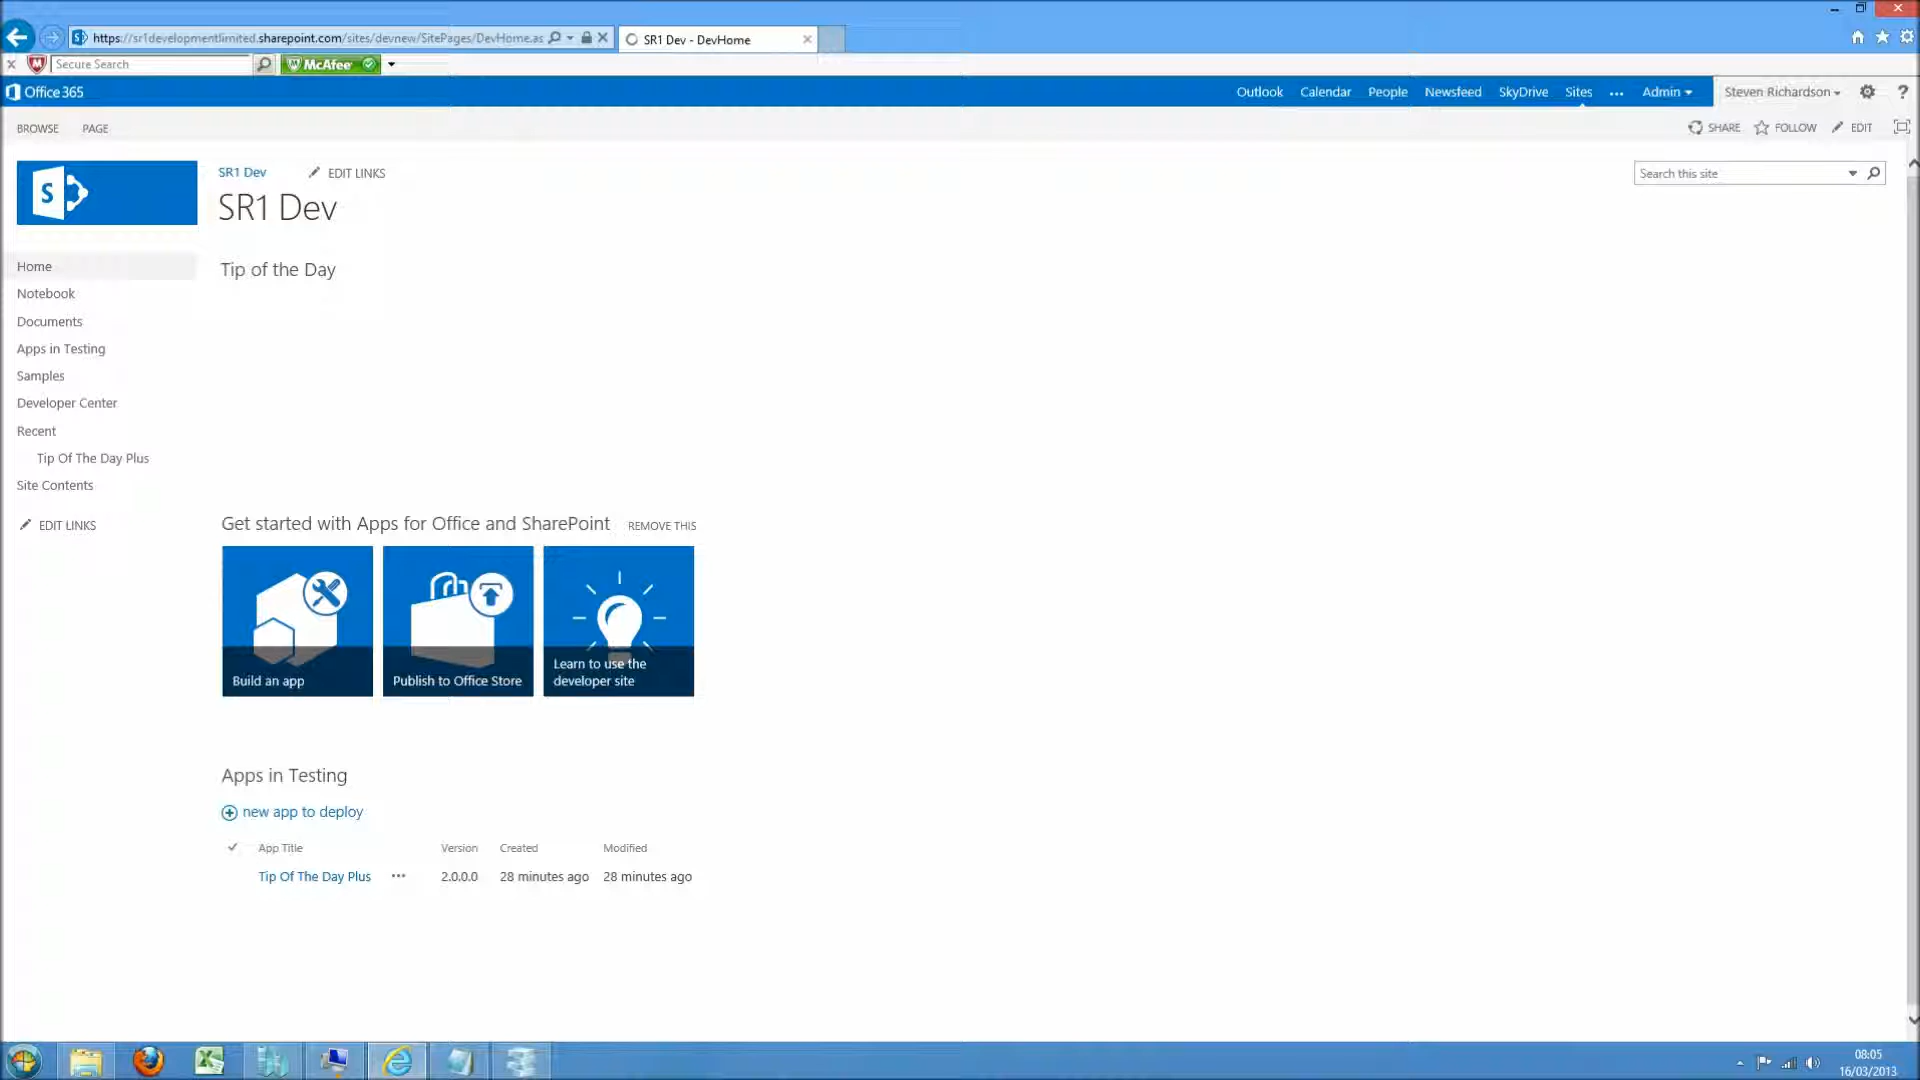 https://sr1developmentlimited.sharepoint.com/sites/devnew/SitePages/DevHome.as
SR1 Dev - DevHome
Secure Search
McAfee
Office 365
Outlook Calendar People Newsfeed SkyDrive Sites ... Admin Steven Richardson ?
BROWSE PAGE
SHARE FOLLOW EDIT
SR1 Dev EDIT LINKS
Search this site
SR1 Dev
Home
Tip of the Day
Notebook
Documents
Apps in Testing
Samples
Developer Center
Recent
Tip Of The Day Plus
Site Contents
EDIT LINKS
Get started with Apps for Office and SharePoint REMOVE THIS
Build an app
Publish to Office Store
Learn to use the
developer site
Apps in Testing
new app to deploy
App Title Version Created Modified
Tip Of The Day Plus ... 2.0.0.0 28 minutes ago 28 minutes ago
08:05
16/03/2013